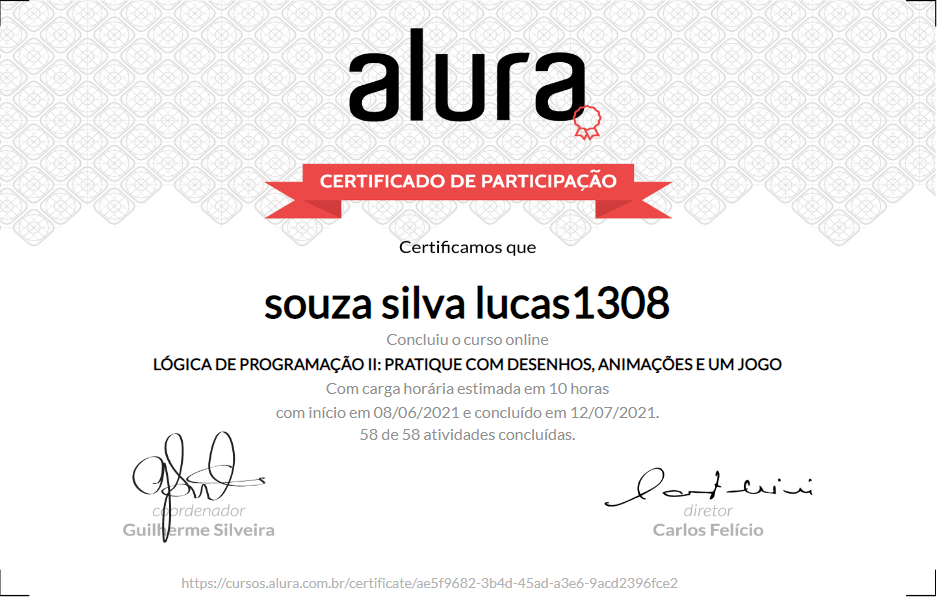 alura
CERTIFICADO DE PARTICIPAÇÃO
Certificamos que
souza silva lucas1308
Concluiu o curso online
LÓGICA DE PROGRAMAÇÃO II: PRATIQUE COM DESENHOS, ANIMAÇÕES E UM JOGO
Com carga horária estimada em 10 horas
com início em 08/06/2021 e concluído em 12/07/2021.
58 de 58 atividades concluídas.
coordenador
Guilherme Silveira
diretor
Carlos Felício
https://cursos.alura.com.br/certificate/ae5f9682-3b4d-45ad-a3e6-9acd2396fce2